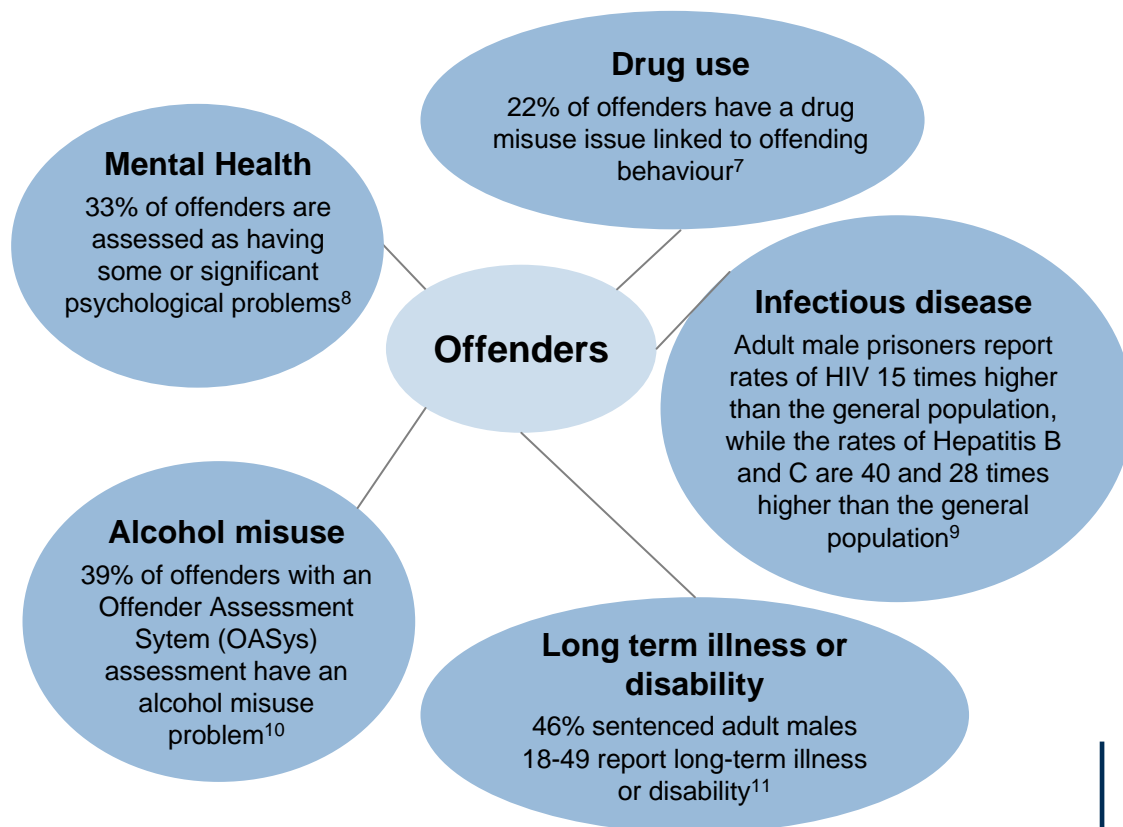 Drug use
22% of offenders have a drug
misuse issue linked to offending
behaviour7
Mental Health
33% of offenders are
assessed as having
some or significant
psychological problems8
Offenders
Infectious disease
Adult male prisoners report
rates of HIV 15 times higher
than the general population,
while the rates of Hepatitis B
and C are 40 and 28 times
higher than the general
population9
Alcohol misuse
39% of offenders with an
Offender Assessment
Sytem (OASys)
assessment have an
alcohol misuse
problem10
Long term illness or
disability
46% sentenced adult males
18-49 report long-term illness
or disability11